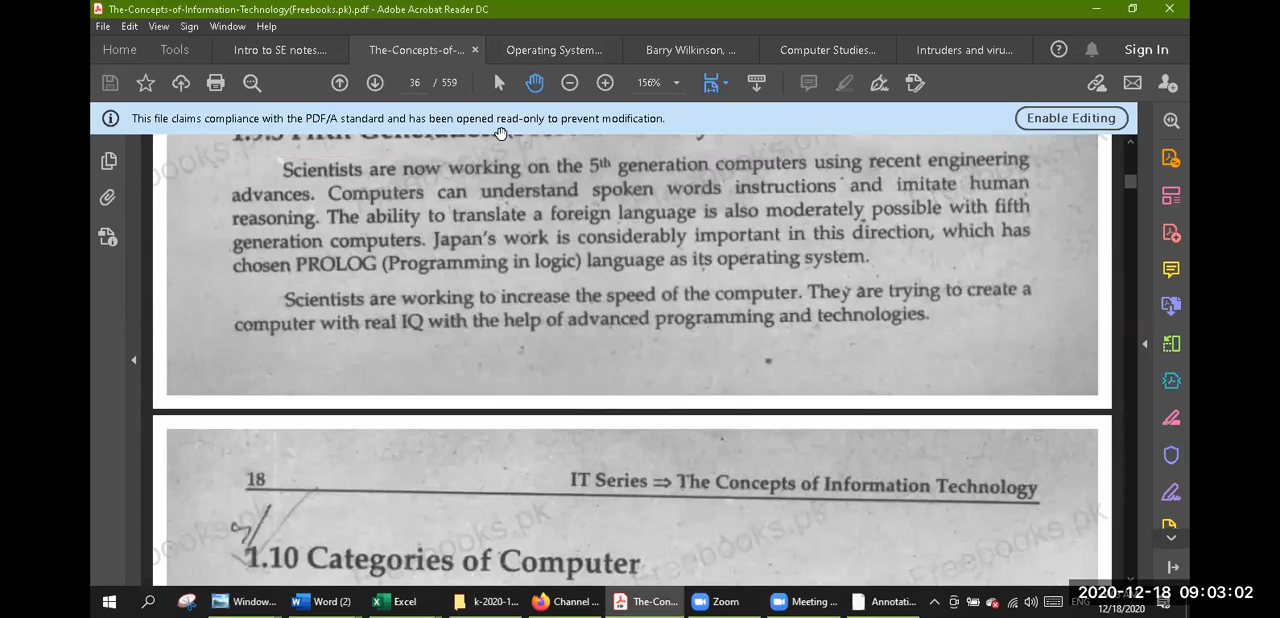 The-Concepts-of-Information-Technology(Freebooks.pk).pdf - Adobe Acrobat Reader DC
File Edit View Sign Window Help
Home Tools Intro to SE notes.... The-Concepts-of-... × Operating System... Barry Wilkinson, ... Computer Studies... Intruders and viru... Sign In
36 / 559 156%
This file claims compliance with the PDF/A standard and has been opened read-only to prevent modification. Enable Editing
Scientists are now working on the 5th generation computers using recent engineering
advances. Computers can understand spoken words instructions and imitate human
reasoning. The ability to translate a foreign language is also moderately possible with fifth
generation computers. Japan's work is considerably important in this direction, which has
chosen PROLOG (Programming in logic) language as its operating system.
Scientists are working to increase the speed of the computer. They are trying to create a
computer with real IQ with the help of advanced programming and technologies.
18 IT Series ⇒ The Concepts of Information Technology
Freebooks.pk
1.10 Categories of Computer
Window... Word (2) Excel k-2020-1... Channel ... The-Con... Zoom Meeting ... Annotati... ENG
2020-12-18 09:03:02
12/18/2020